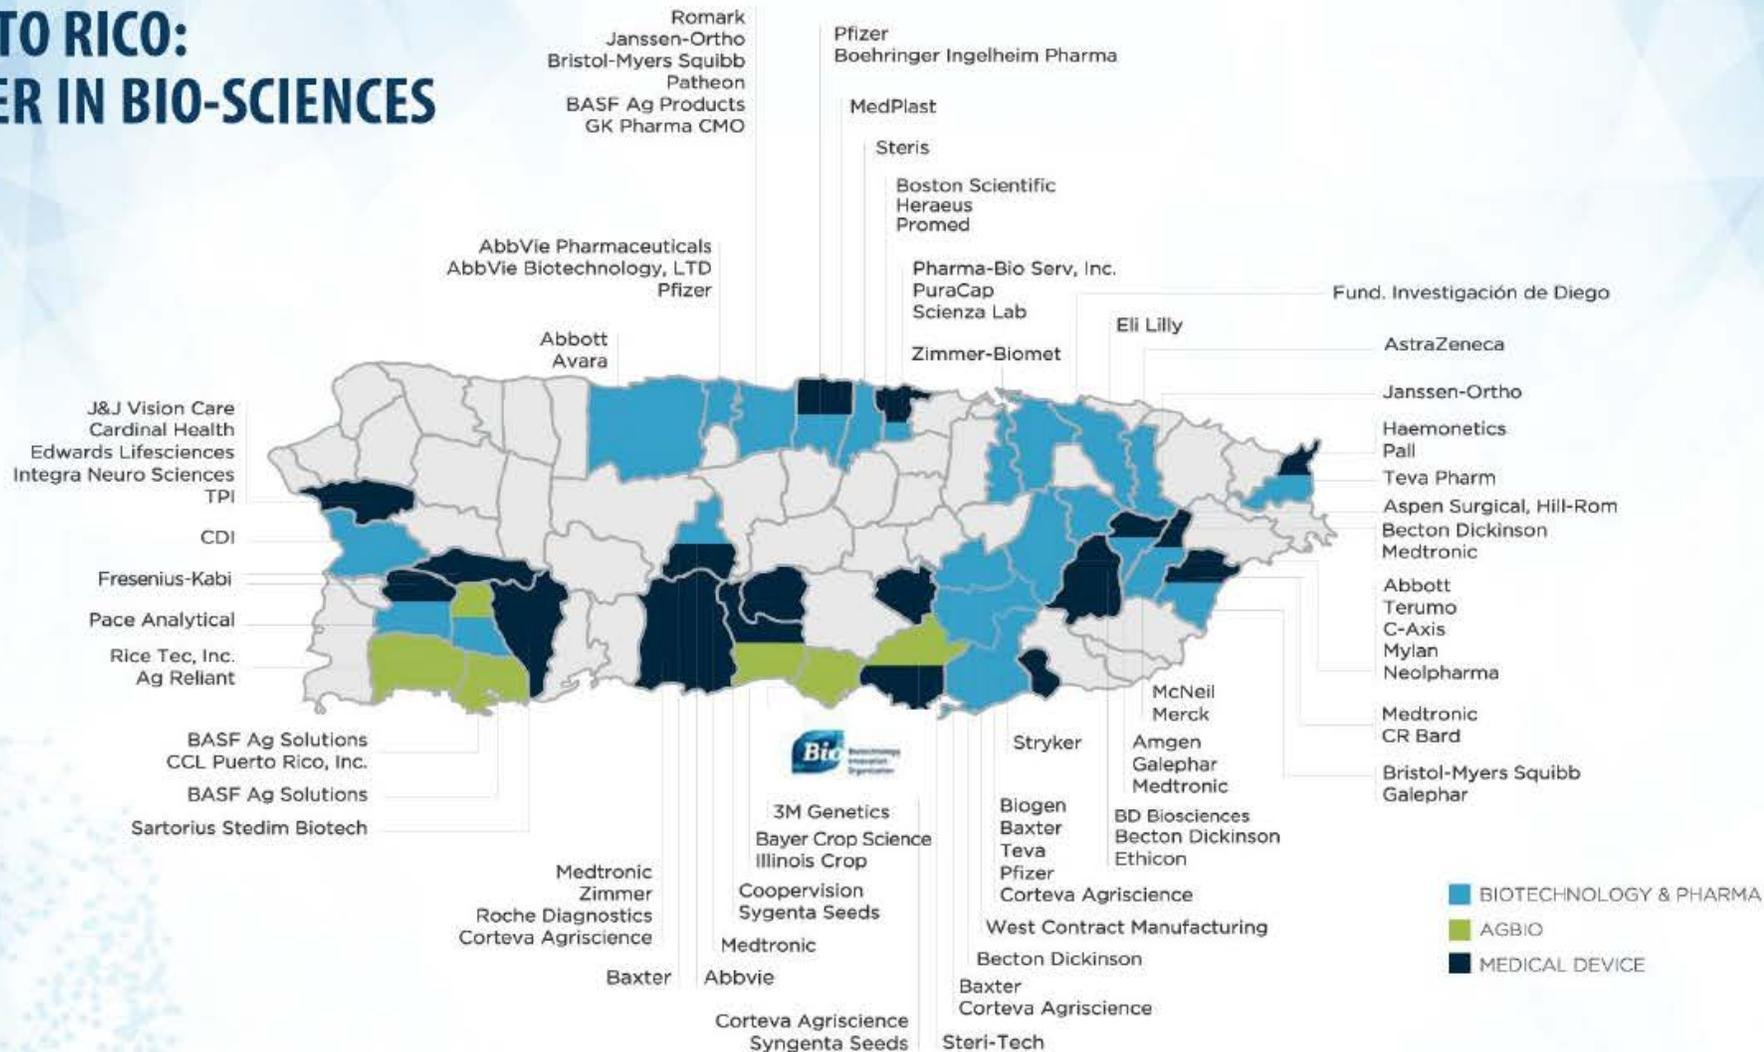 TO RICO:
ER IN BIO-SCIENCES
Romark
Janssen-Ortho
Bristol-Myers Squibb
Patheon
BASF Ag Products
GK Pharma CMO
Pfizer
Boehringer Ingelheim Pharma
MedPlast
Steris
Boston Scientific
Heraeus
Promed
AbbVie Pharmaceuticals
AbbVie Biotechnology, LTD
Pfizer
Pharma-Bio Serv, Inc.
PuraCap
Scienza Lab
Abbott
Avara
Zimmer-Biomet
Fund. Investigación de Diego
Eli Lilly
AstraZeneca
Janssen-Ortho
Haemonetics
Pall
Teva Pharm
Aspen Surgical, Hill-Rom
Becton Dickinson
Medtronic
Abbott
Terumo
C-Axis
Mylan
Neolpharma
Medtronic
CR Bard
Bristol-Myers Squibb
Galephar
J&J Vision Care
Cardinal Health
Edwards Lifesciences
Integra Neuro Sciences
TPI
CDI
Fresenius-Kabi
Pace Analytical
Rice Tec, Inc.
Ag Reliant
BASF Ag Solutions
CCL Puerto Rico, Inc.
BASF Ag Solutions
Sartorius Stedim Biotech
Medtronic
Zimmer
Roche Diagnostics
Corteva Agriscience
Baxter
Abbvie
Medtronic
Bio
Biotechnology
Innovation
Organization
3M Genetics
Bayer Crop Science
Illinois Crop
Coopervision
Sygenta Seeds
Corteva Agriscience
Syngenta Seeds
Steri-Tech
Baxter
Corteva Agriscience
Becton Dickinson
West Contract Manufacturing
Biogen
Baxter
Teva
Pfizer
Corteva Agriscience
Stryker
McNeil
Merck
Amgen
Galephar
Medtronic
BD Biosciences
Becton Dickinson
Ethicon
BIOTECHNOLOGY & PHARMA
AGBIO
MEDICAL DEVICE